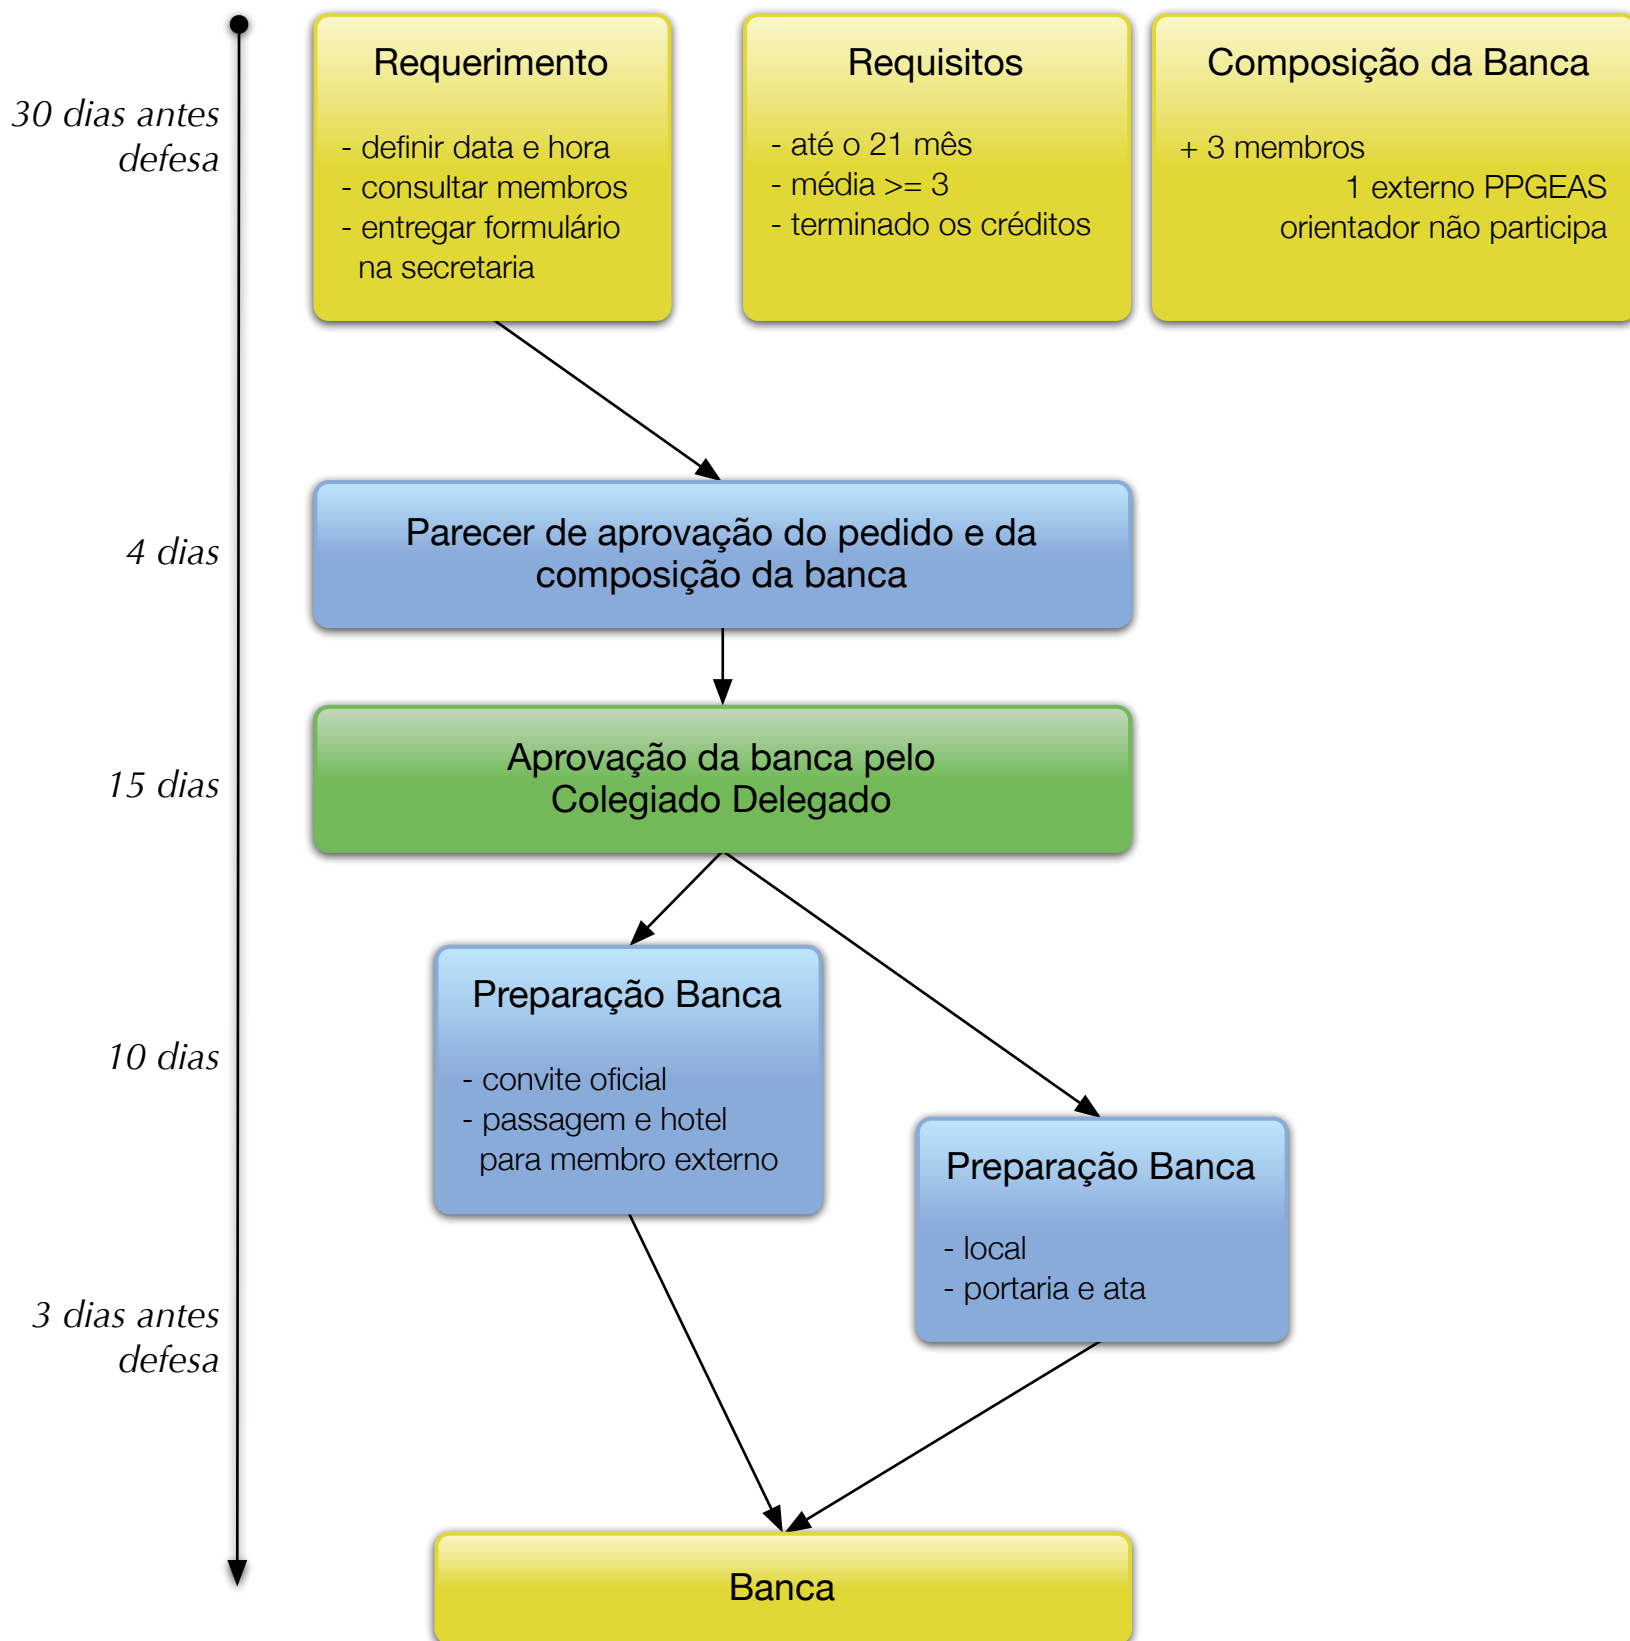 30 dias antes
defesa
Requerimento
- definir data e hora
- consultar membros
- entregar formulário
na secretaria
Requisitos
- até o 21 mês
- média >= 3
- terminado os créditos
Composição da Banca
+ 3 membros
1 externo PPGEAS
orientador não participa
4 dias
Parecer de aprovação do pedido e da
composição da banca
15 dias
Aprovação da banca pelo
Colegiado Delegado
10 dias
Preparação Banca
- convite oficial
- passagem e hotel
para membro externo
Preparação Banca
- local
- portaria e ata
3 dias antes
defesa
Banca